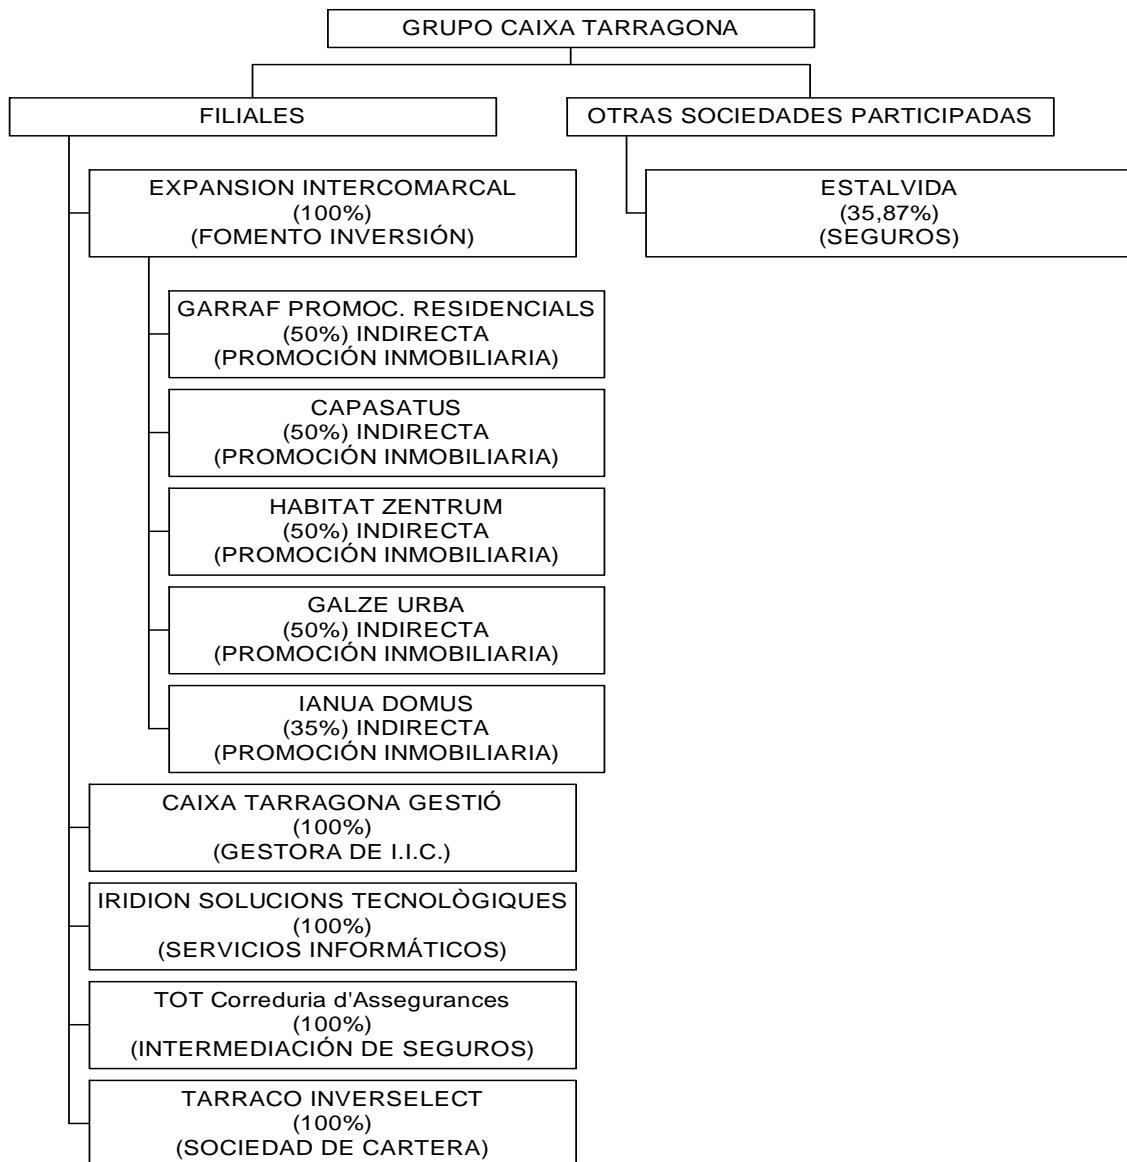 GRUPO CAIXA TARRAGONA
FILIALES
OTRAS SOCIEDADES PARTICIPADAS
EXPANSION INTERCOMARCAL
(100%)
(FOMENTO INVERSIÓN)
ESTALVIDA
(35,87%)
(SEGUROS)
GARRAF PROMOC. RESIDENCIALS
(50%) INDIRECTA
(PROMOCIÓN INMOBILIARIA)
CAPASATUS
(50%) INDIRECTA
(PROMOCIÓN INMOBILIARIA)
HABITAT ZENTRUM
(50%) INDIRECTA
(PROMOCIÓN INMOBILIARIA)
GALZE URBA
(50%) INDIRECTA
(PROMOCIÓN INMOBILIARIA)
IANUA DOMUS
(35%) INDIRECTA
(PROMOCIÓN INMOBILIARIA)
CAIXA TARRAGONA GESTIÓ
(100%)
(GESTORA DE I.I.C.)
IRIDION SOLUCIONS TECNOLÒGIQUES
(100%)
(SERVICIOS INFORMÁTICOS)
TOT Correduria d'Assegurances
(100%)
(INTERMEDIACIÓN DE SEGUROS)
TARRACO INVERSELECT
(100%)
(SOCIEDAD DE CARTERA)